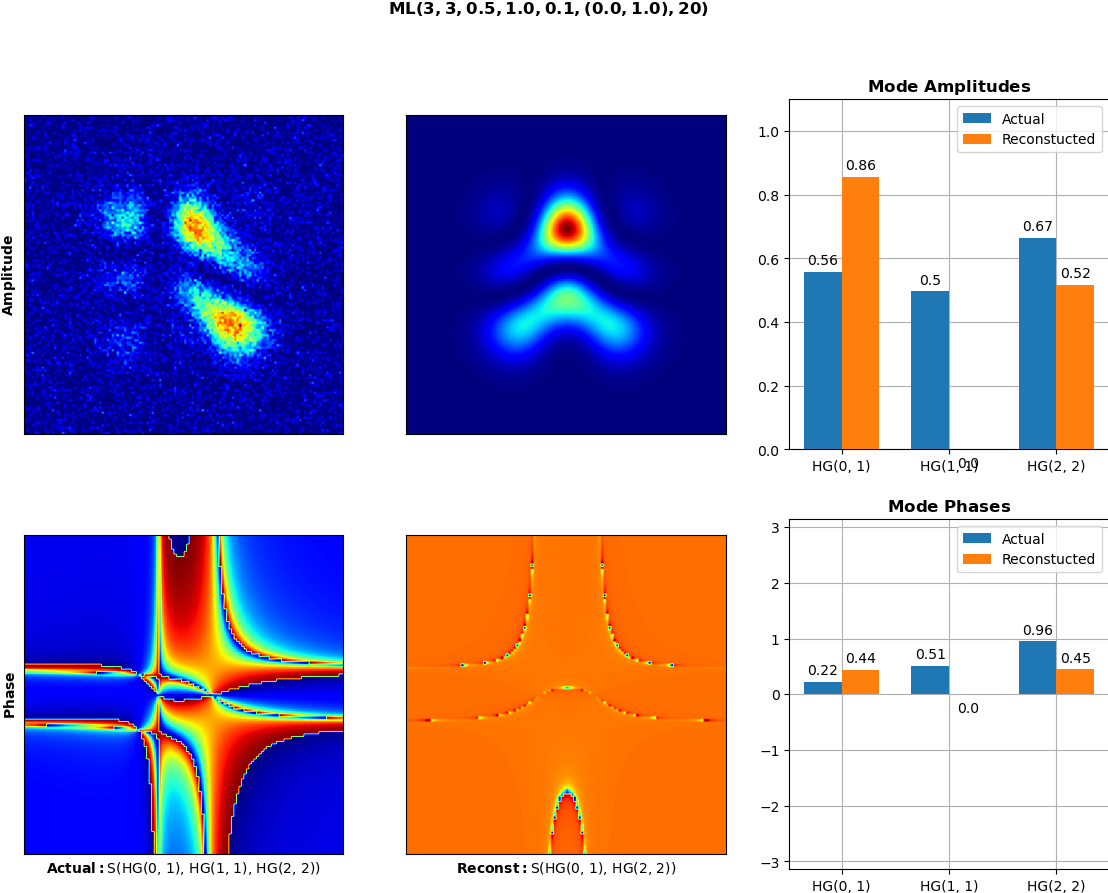 ML(3, 3, 0.5, 1.0, 0.1, (0.0, 1.0), 20)
Amplitude
Mode Amplitudes
Actual
Reconstucted
1.0
0.8
0.6
0.4
0.2
0.0
0.56
0.86
0.5
0.0
0.67
0.52
HG(0, 1)
HG(1, 1)
HG(2, 2)
Phase
Actual: S(HG(0, 1), HG(1, 1), HG(2, 2))
Reconst: S(HG(0, 1), HG(2, 2))
Mode Phases
Actual
Reconstucted
3
2
1
0
−1
−2
−3
0.22
0.44
0.51
0.0
0.96
0.45
HG(0, 1)
HG(1, 1)
HG(2, 2)